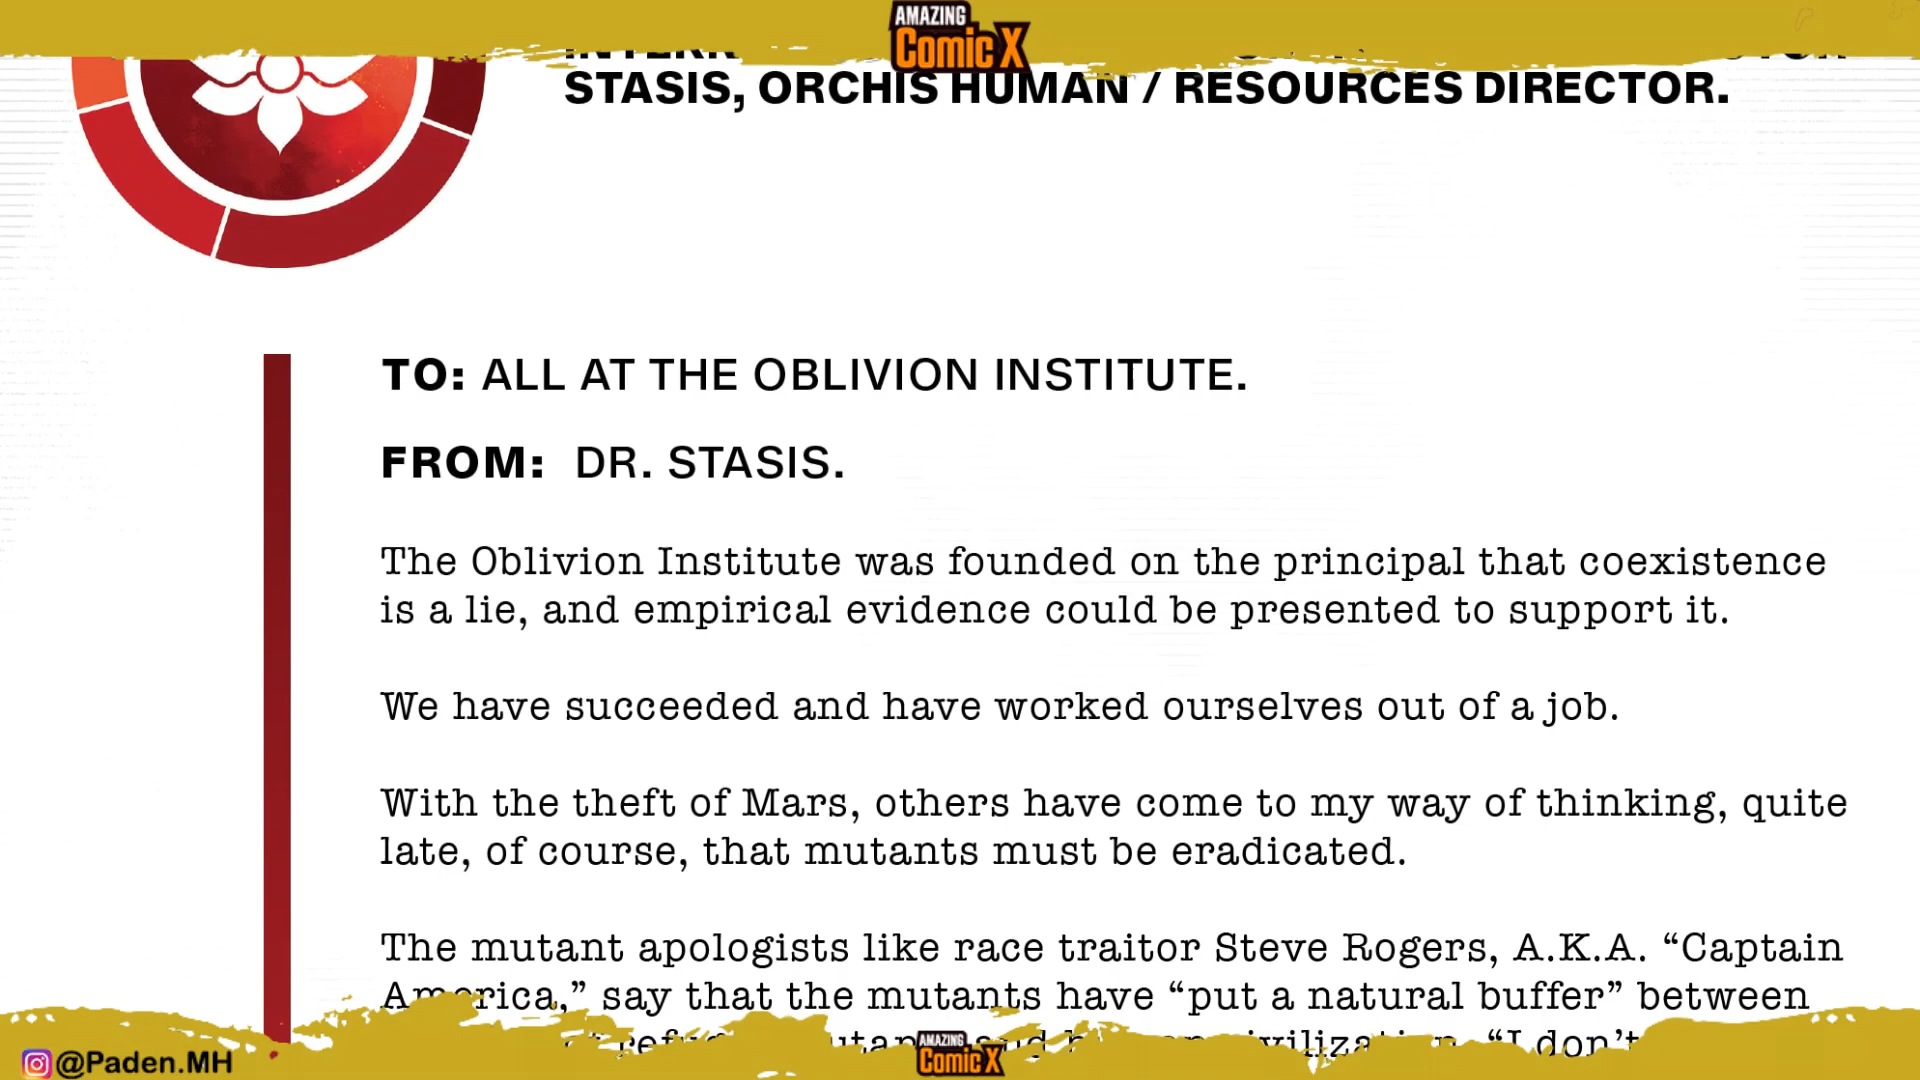 AMAZING
Comic X
STASIS, ORCHIS HUMAN / RESOURCES DIRECTOR.
TO: ALL AT THE OBLIVION INSTITUTE.
FROM: DR. STASIS.
The Oblivion Institute was founded on the principal that coexistence
is a lie, and empirical evidence could be presented to support it.
We have succeeded and have worked ourselves out of a job.
With the theft of Mars, others have come to my way of thinking, quite
late, of course, that mutants must be eradicated.
The mutant apologists like race traitor Steve Rogers, A.K.A. “Captain
America,” say that the mutants have “put a natural buffer” between
“I don’t
AMAZING
Comic X
@Paden.MH